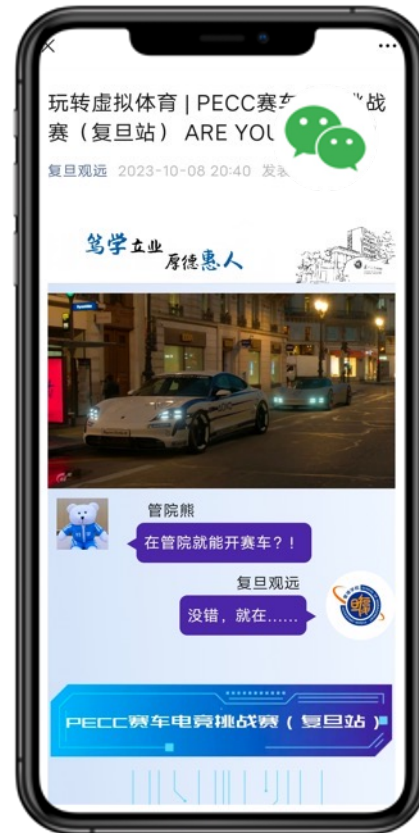 玩转虚拟体育 | PECC赛车 战
赛（复旦站） ARE YOU
复旦观远 2023-10-08 20:40 发表
笃学立业
厚德惠人
管院熊
在管院就能开赛车？！
复旦观远
没错，就在……
PECC赛车电竞挑战赛（复旦站）